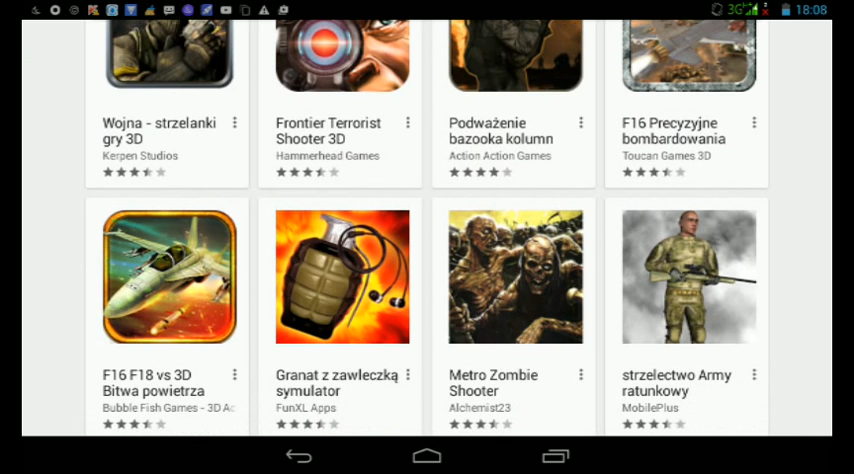 3G
18:08
Wojna - strzelanki
gry 3D
Kerpen Studios
Frontier Terrorist
Shooter 3D
Hammerhead Games
Podważenie
bazooka kolumn
Action Action Games
F16 Precyzyjne
bombardowania
Toucan Games 3D
F16 F18 vs 3D
Bitwa powietrza
Bubble Fish Games - 3D Ac
Granat z zawleczką
symulator
FunXL Apps
Metro Zombie
Shooter
Alchemist23
strzelectwo Army
ratunkowy
MobilePlus